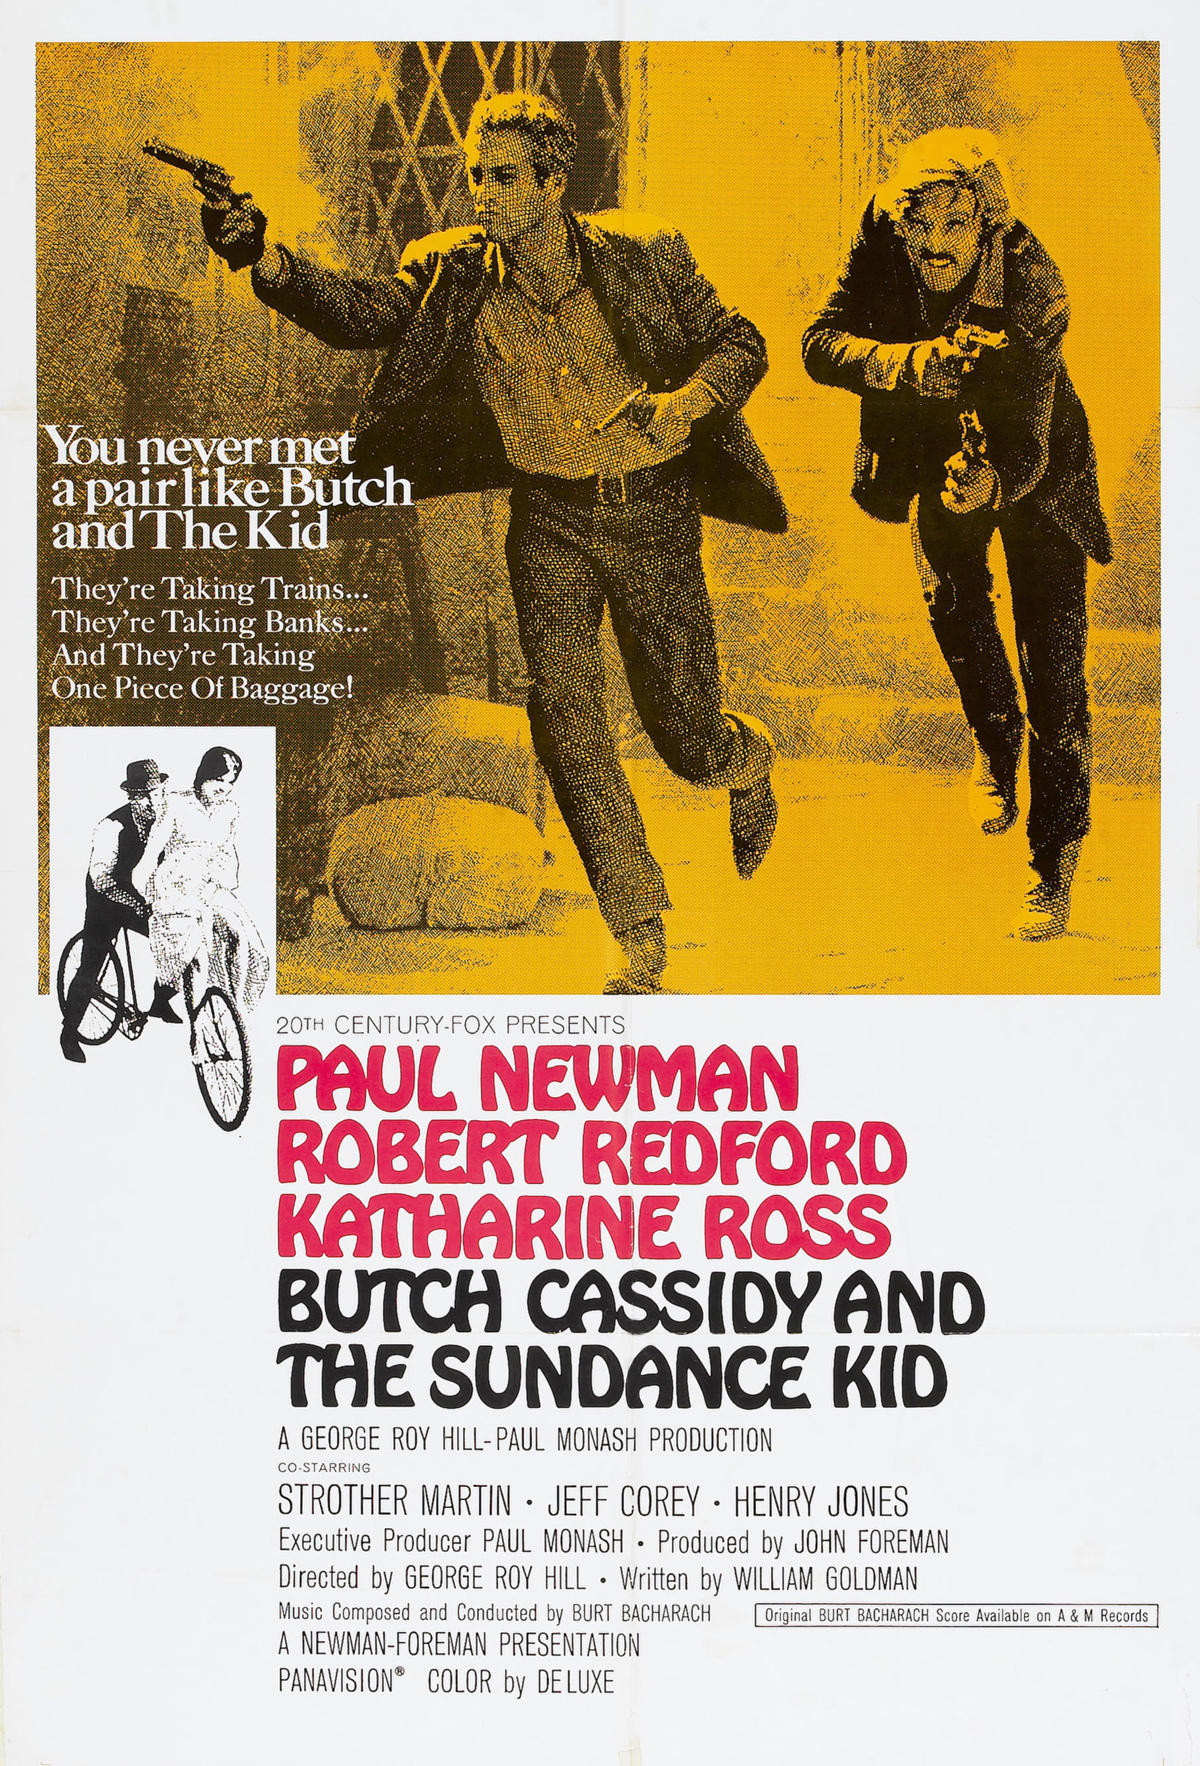 You never met
a pair like Butch
and The Kid
They're Taking Trains...
They're Taking Banks...
And They're Taking
One Piece Of Baggage!
20TH CENTURY-FOX PRESENTS
PAUL NEWMAN
ROBERT REDFORD
KATHARINE ROSS
BUTCH CASSIDY AND
THE SUNDANCE KID
A GEORGE ROY HILL-PAUL MONASH PRODUCTION
CO-STARRING
STROTHER MARTIN • JEFF COREY • HENRY JONES
Executive Producer PAUL MONASH • Produced by JOHN FOREMAN
Directed by GEORGE ROY HILL • Written by WILLIAM GOLDMAN
Music Composed and Conducted by BURT BACHARACH
Original BURT BACHARACH Score Available on A & M Records
A NEWMAN-FOREMAN PRESENTATION
PANAVISION® COLOR by DE LUXE